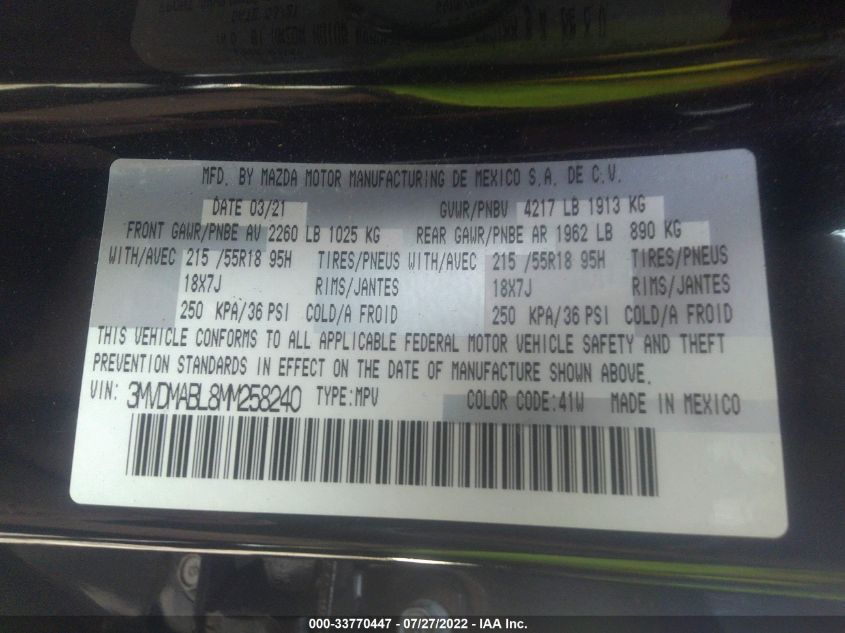 MFD. BY MAZDA MOTOR MANUFACTURING DE MEXICO S.A. DE C.V.
DATE 03/21 GVWR/PNBV 4217 LB 1913 KG
FRONT GAWR/PNBE AV 2260 LB 1025 KG REAR GAWR/PNBE AR 1962 LB 890 KG
WITH/AVEC 215 /55R18 95H TIRES/PNEUS WITH/AVEC 215 /55R18 95H TIRES/PNEUS
18X7J RIMS/JANTES 18X7J RIMS/JANTES
250 KPA/36 PSI COLD/A FROID 250 KPA/36 PSI COLD/A FROID
THIS VEHICLE CONFORMS TO ALL APPLICABLE FEDERAL MOTOR VEHICLE SAFETY AND THEFT
PREVENTION STANDARDS IN EFFECT ON THE DATE OF MANUFACTURE SHOWN ABOVE.
VIN: 3MVDMABL8MM258240 TYPE:MPV COLOR CODE:41W MADE IN MEXICO
000-33770447 - 07/27/2022 - IAA Inc.